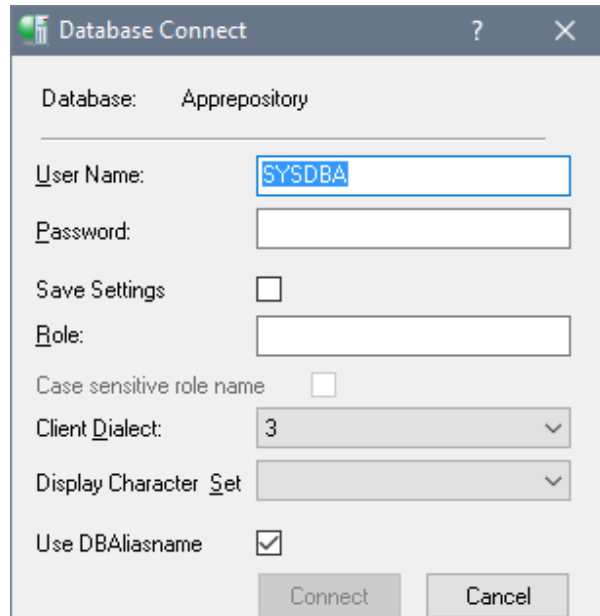 Database Connect ?
Database: Apprepository
User Name: SYSDBA
Password:
Save Settings
Role:
Case sensitive role name
Client Dialect: 3
Display Character Set
Use DBAliasname
Connect Cancel